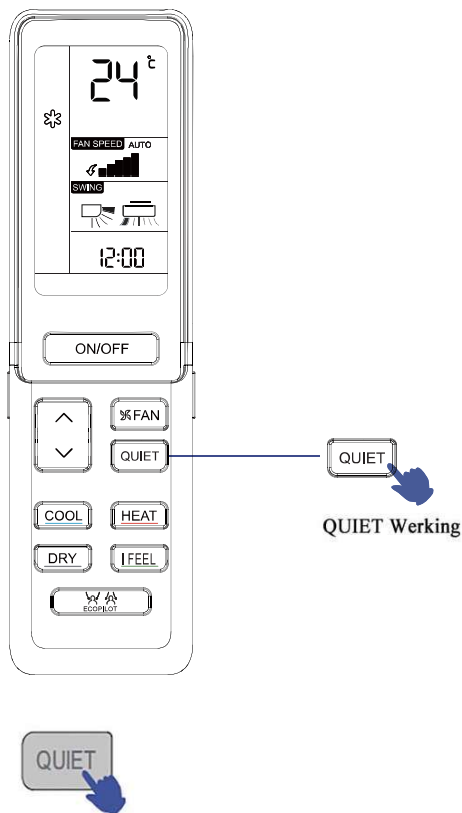 24 °C
FAN SPEED AUTO
SWING
12:00
ON/OFF
FAN
QUIET
QUIET
COOL HEAT
QUIET Werking
DRY I FEEL
ECOPILOT
QUIET